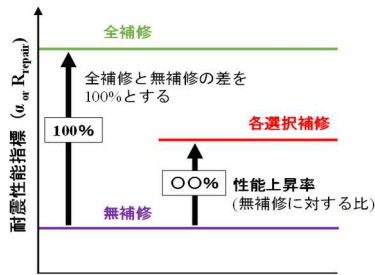 全補修
全補修と無補修の差を
100%とする
100%
各選択補修
〇〇%
性能上昇率
(無補修に対する比)
無補修
耐震性能指標（α or Rrepair）